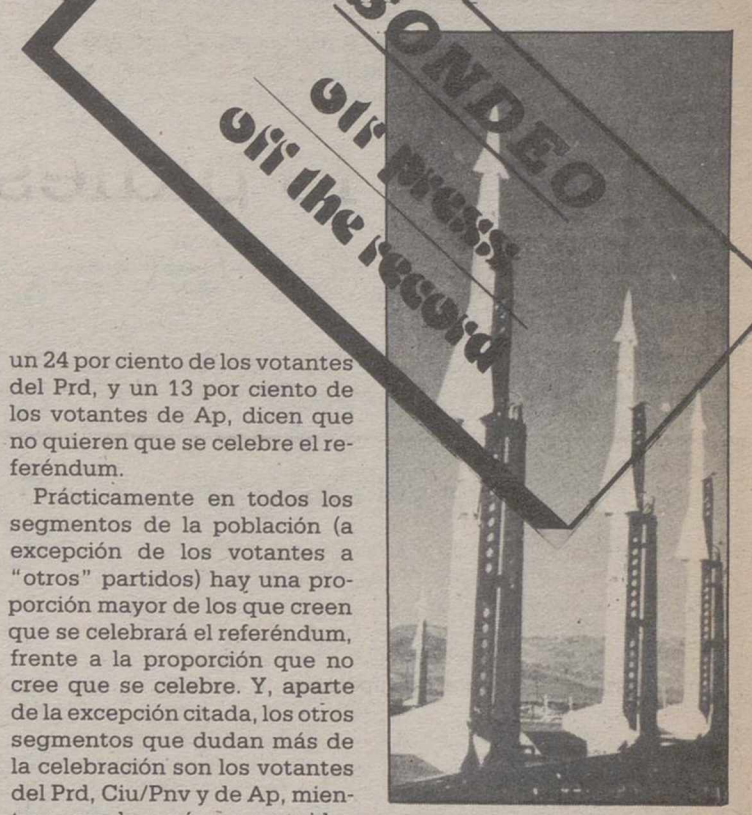 SONDEO
off press
off the record
un 24 por ciento de los votantes
del Prd, y un 13 por ciento de
los votantes de Ap, dicen que
no quieren que se celebre el re-
feréndum.
Prácticamente en todos los
segmentos de la población (a
excepción de los votantes a
"otros" partidos) hay una pro-
porción mayor de los que creen
que se celebrará el referéndum,
frente a la proporción que no
cree que se celebre. Y, aparte
de la excepción citada, los otros
segmentos que dudan más de
la celebración son los votantes
del Prd, Ciu/Pnv y de Ap, mien-